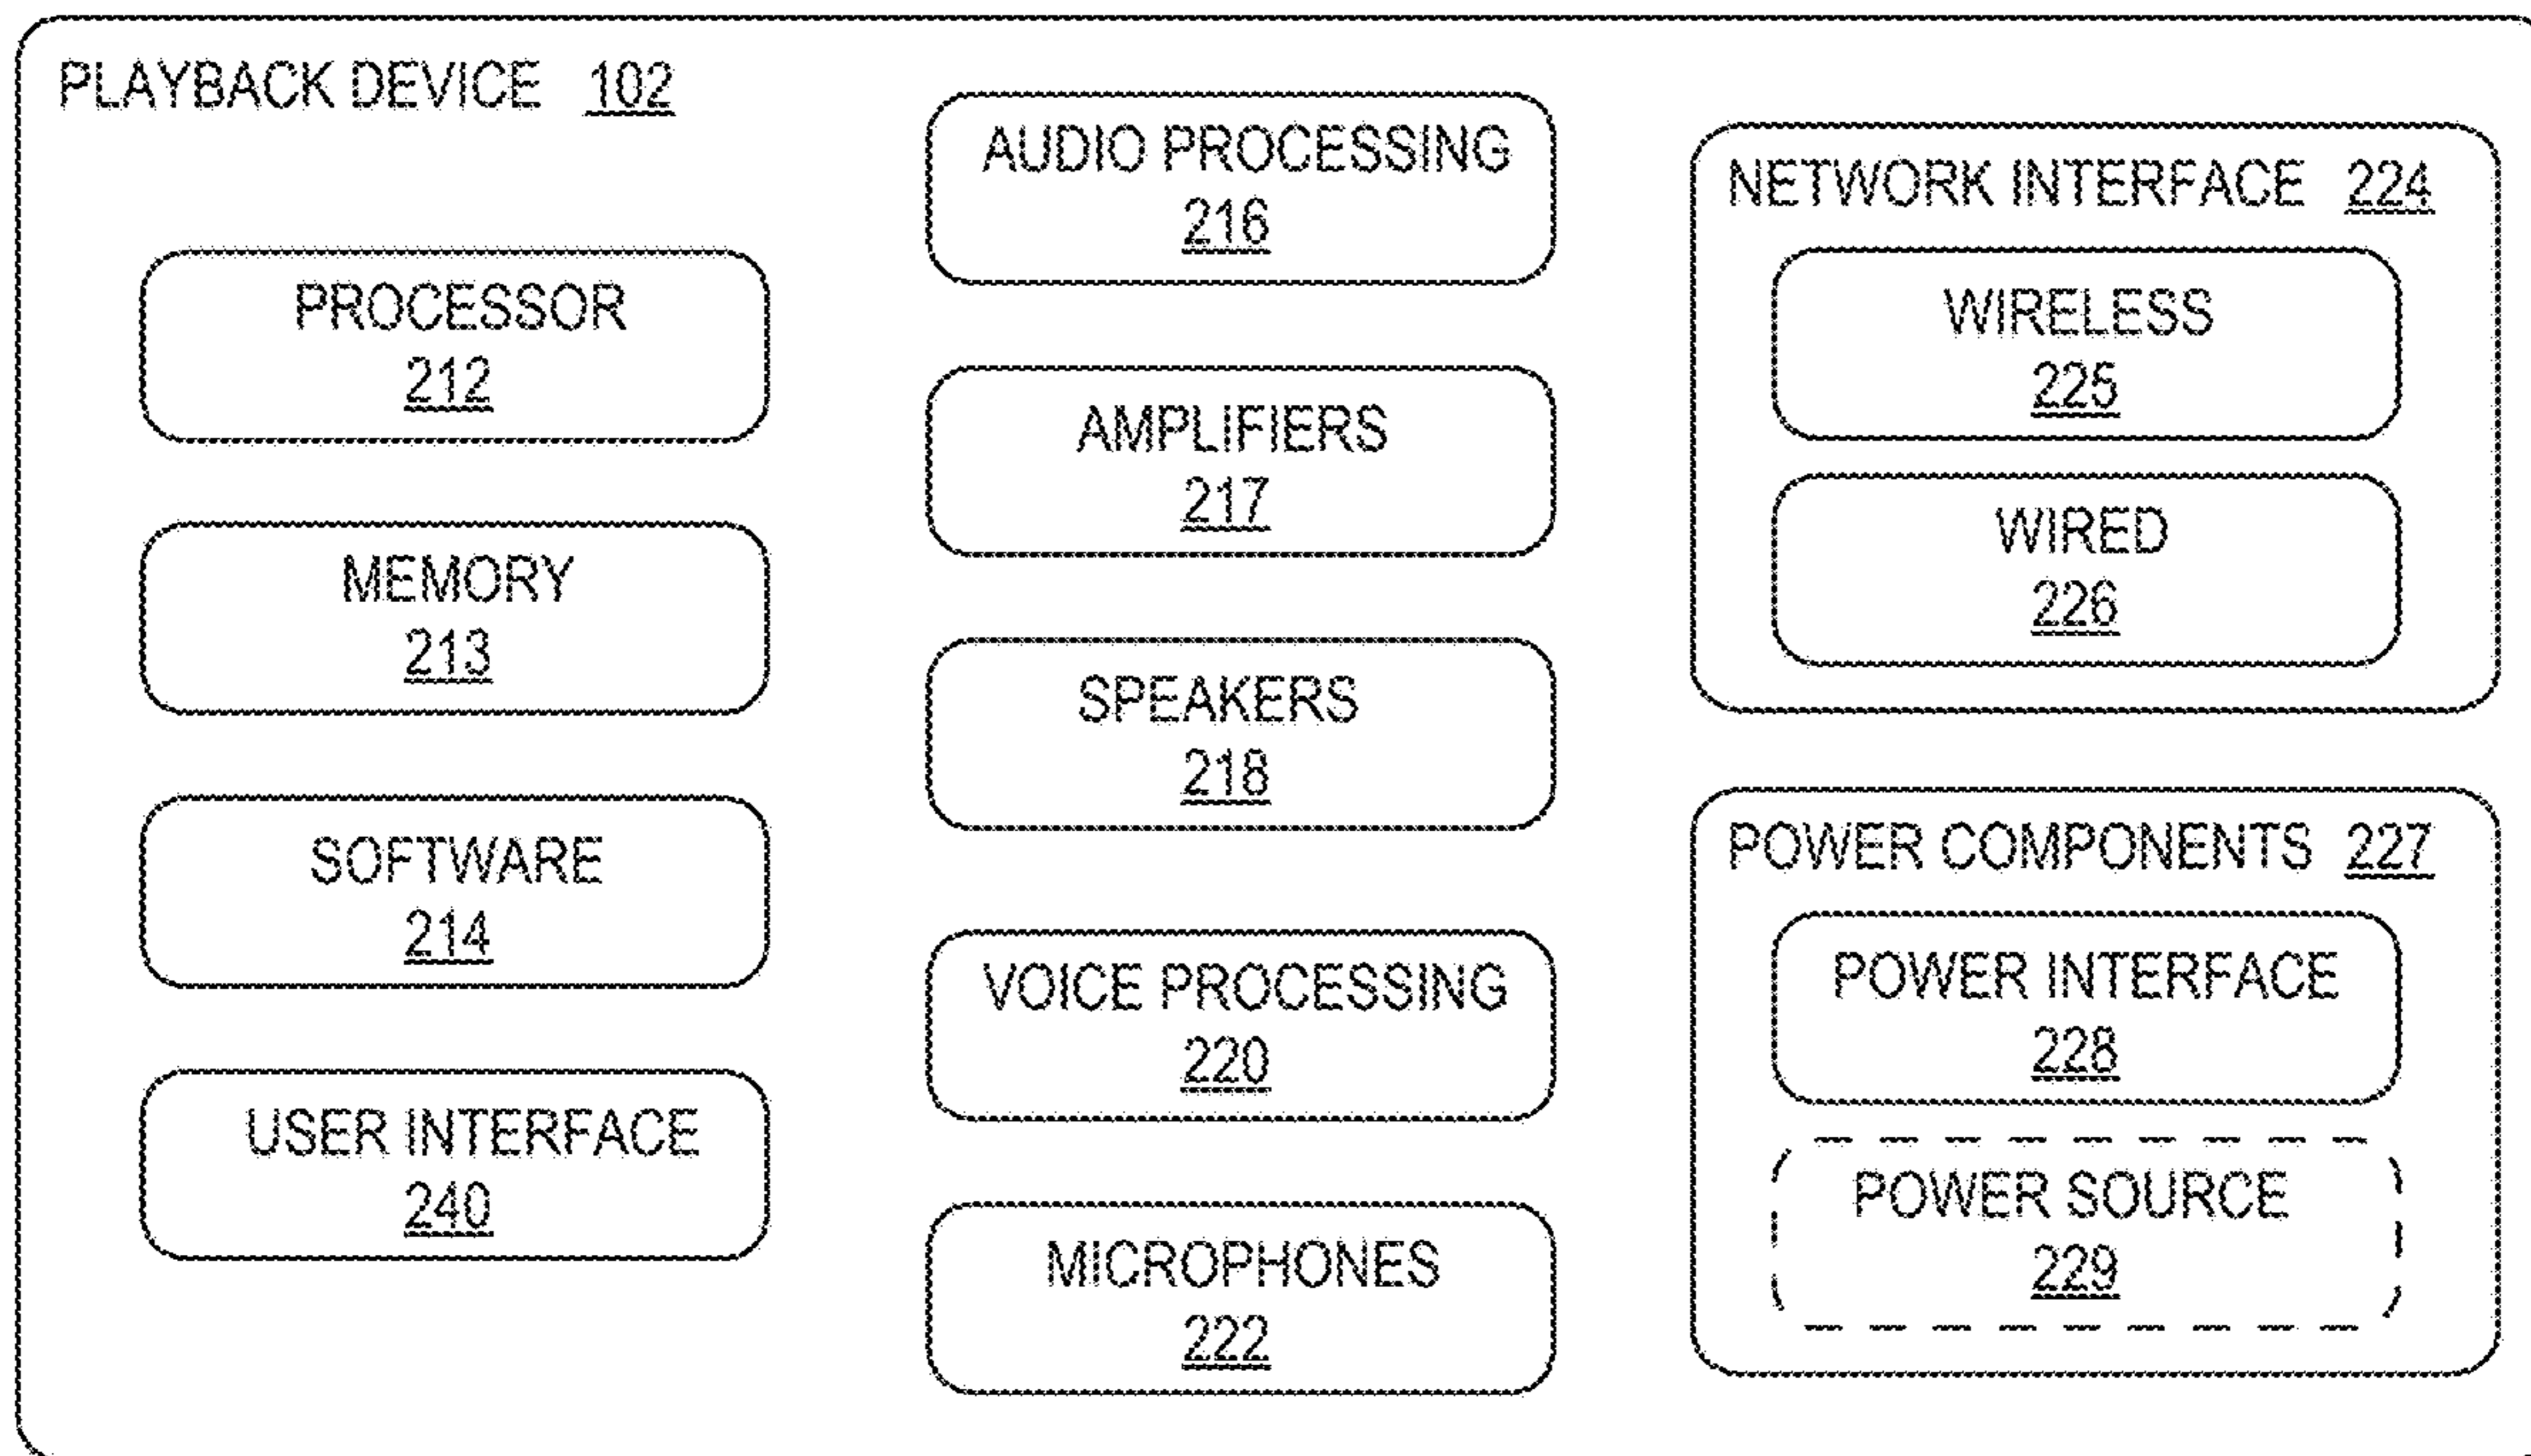 PLAYBACK DEVICE 102
PROCESSOR
212
MEMORY
213
SOFTWARE
214
USER INTERFACE
240
AUDIO PROCESSING
216
AMPLIFIERS
217
SPEAKERS
218
VOICE PROCESSING
220
MICROPHONES
222
NETWORK INTERFACE 224
WIRELESS
225
WIRED
226
POWER COMPONENTS 227
POWER INTERFACE
228
POWER SOURCE
229